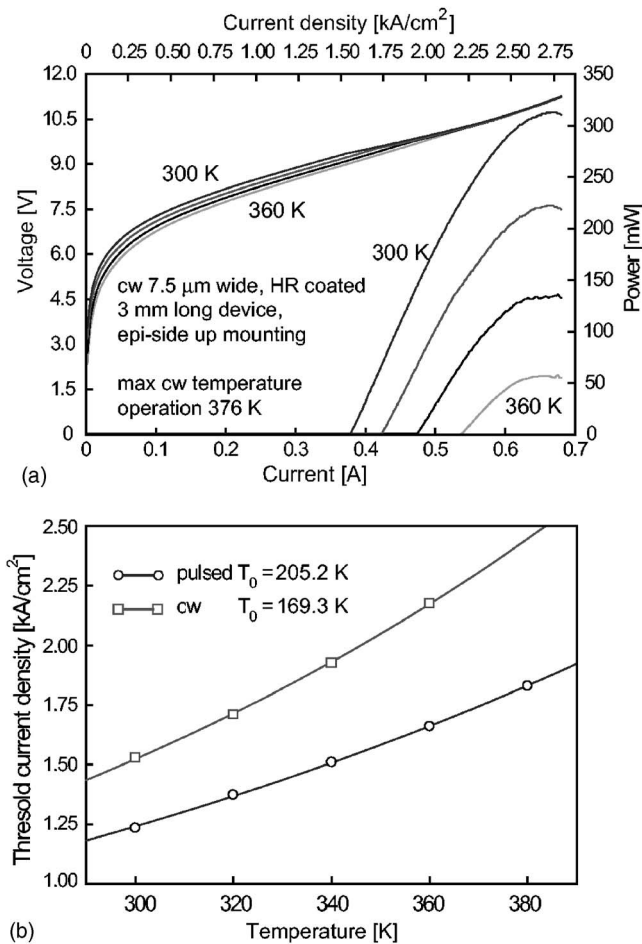 Current density [kA/cm²]
0 0.25 0.50 0.75 1.00 1.25 1.50 1.75 2.00 2.25 2.50 2.75
12.0 350
10.5 300
9.0 250
7.5 200
6.0 150
4.5 100
3.0 50
1.5 0
0
Voltage [V]
Power [mW]
300 K
360 K
300 K
cw 7.5 µm wide, HR coated
3 mm long device,
epi-side up mounting
max cw temperature
operation 376 K
360 K
0 0.1 0.2 0.3 0.4 0.5 0.6 0.7
(a) Current [A]
2.50
2.25
2.00
1.75
1.50
1.25
1.00
Thresold current density [kA/cm²]
pulsed T₀ = 205.2 K
cw T₀ = 169.3 K
300 320 340 360 380
(b) Temperature [K]